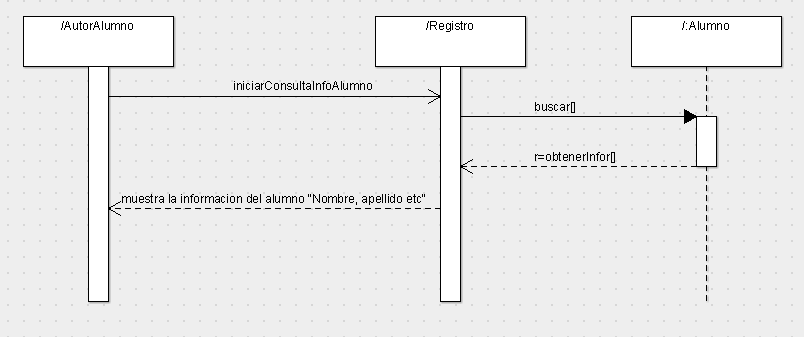 /AutorAlumno
/Registro
/:Alumno
iniciarConsultaInfoAlumno
buscar[]
r=obtenerInfor[]
muestra la informacion del alumno "Nombre, apellido etc"